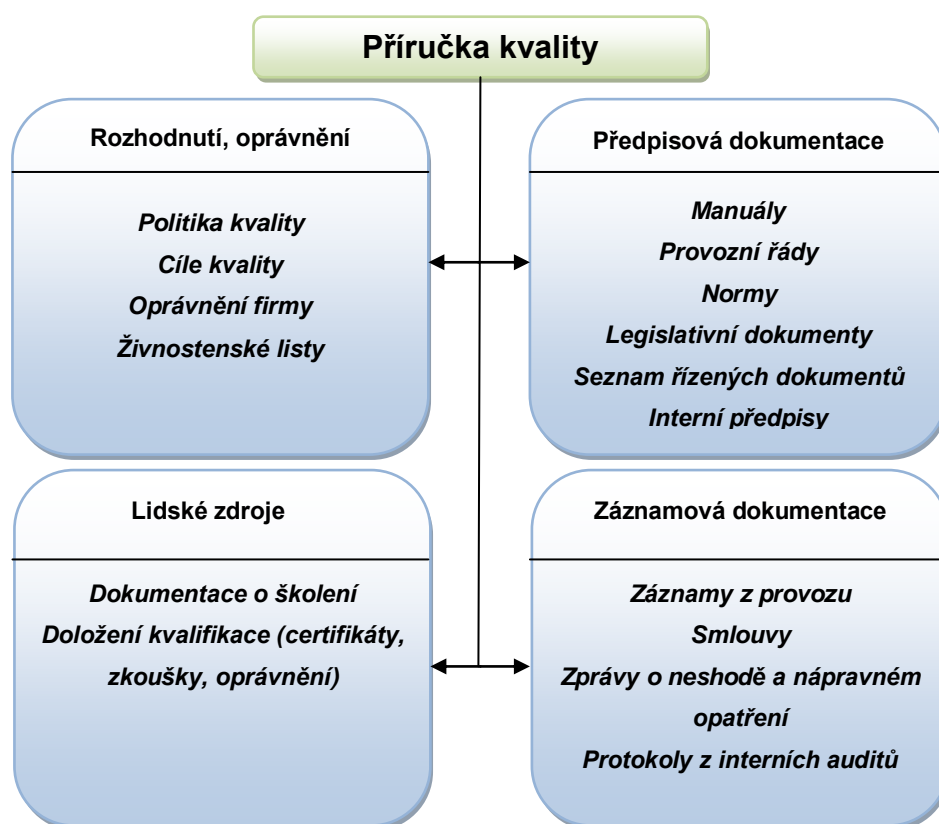 Příručka kvality
Rozhodnutí, oprávnění
Politika kvality
Cíle kvality
Oprávnění firmy
Živnostenské listy
Předpisová dokumentace
Manuály
Provozní řády
Normy
Legislativní dokumenty
Seznam řízených dokumentů
Interní předpisy
Lidské zdroje
Dokumentace o školení
Doložení kvalifikace (certifikáty,
zkoušky, oprávnění)
Záznamová dokumentace
Záznamy z provozu
Smlouvy
Zprávy o neshodě a nápravném
opatření
Protokoly z interních auditů